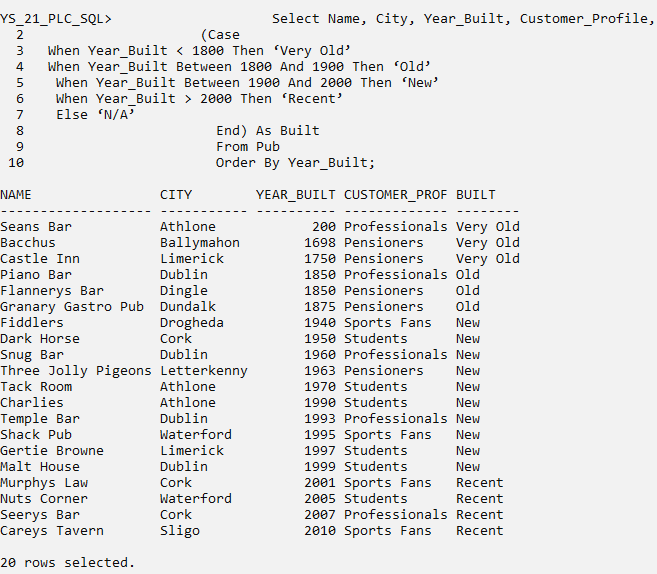 YS_21_PLC_SQL>                    Select Name, City, Year_Built, Customer_Profile,
  2                      (Case
  3   When Year_Built < 1800 Then ‘Very Old’
  4   When Year_Built Between 1800 And 1900 Then ‘Old’
  5    When Year_Built Between 1900 And 2000 Then ‘New’
  6    When Year_Built > 2000 Then ‘Recent’
  7    Else ‘N/A’
  8                        End) As Built
  9                        From Pub
 10                        Order By Year_Built;
NAME                CITY        YEAR_BUILT CUSTOMER_PROF BUILT
------------------- ----------- ---------- ------------- --------
Seans Bar           Athlone            200 Professionals Very Old
Bacchus             Ballymahon        1698 Pensioners    Very Old
Castle Inn          Limerick          1750 Pensioners    Very Old
Piano Bar           Dublin            1850 Professionals Old
Flannerys Bar       Dingle            1850 Pensioners    Old
Granary Gastro Pub  Dundalk           1875 Pensioners    Old
Fiddlers            Drogheda          1940 Sports Fans   New
Dark Horse          Cork              1950 Students      New
Snug Bar            Dublin            1960 Professionals New
Three Jolly Pigeons Letterkenny       1963 Pensioners    New
Tack Room           Athlone           1970 Students      New
Charlies            Athlone           1990 Students      New
Temple Bar          Dublin            1993 Professionals New
Shack Pub           Waterford         1995 Sports Fans   New
Gertie Browne       Limerick          1997 Students      New
Malt House          Dublin            1999 Students      New
Murphys Law         Cork              2001 Sports Fans   Recent
Nuts Corner         Waterford         2005 Students      Recent
Seerys Bar          Cork              2007 Professionals Recent
Careys Tavern       Sligo             2010 Sports Fans   Recent
20 rows selected.